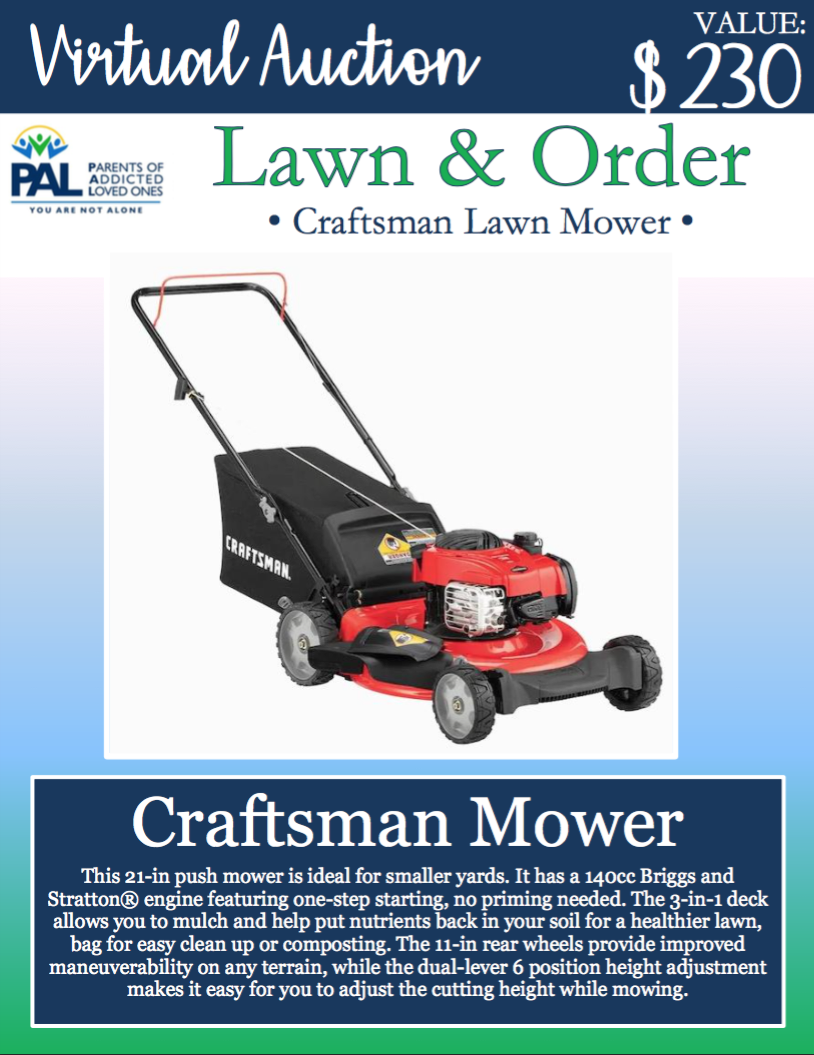 Virtual Auction
VALUE:
$ 230
PAL
PARENTS OF
ADDICTED
LOVED ONES
YOU ARE NOT ALONE
Lawn & Order
• Craftsman Lawn Mower •
CRAFTSMAN.
Craftsman Mower
This 21-in push mower is ideal for smaller yards. It has a 140cc Briggs and
Stratton® engine featuring one-step starting, no priming needed. The 3-in-1 deck
allows you to mulch and help put nutrients back in your soil for a healthier lawn,
bag for easy clean up or composting. The 11-in rear wheels provide improved
maneuverability on any terrain, while the dual-lever 6 position height adjustment
makes it easy for you to adjust the cutting height while mowing.